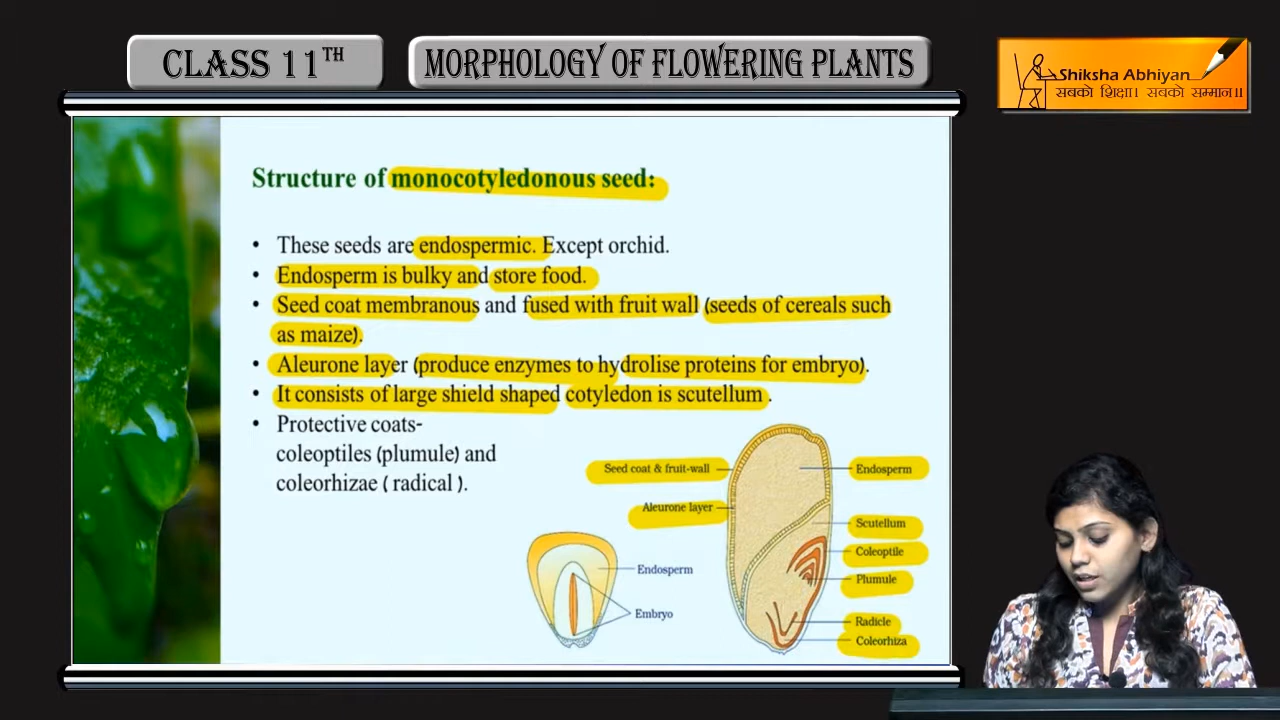 CLASS 11TH
MORPHOLOGY OF FLOWERING PLANTS
Shiksha Abhiyan
सबको शिक्षा। सबको सम्मान।।
Structure of monocotyledonous seed:
• These seeds are endospermic. Except orchid.
• Endosperm is bulky and store food.
• Seed coat membranous and fused with fruit wall (seeds of cereals such
as maize).
• Aleurone layer (produce enzymes to hydrolise proteins for embryo).
• It consists of large shield shaped cotyledon is scutellum .
• Protective coats-
coleoptiles (plumule) and
coleorhizae ( radical ).
Seed coat & fruit-wall
Endosperm
Aleurone layer
Scutellum
Coleoptile
Plumule
Radicle
Coleorhiza
Endosperm
Embryo